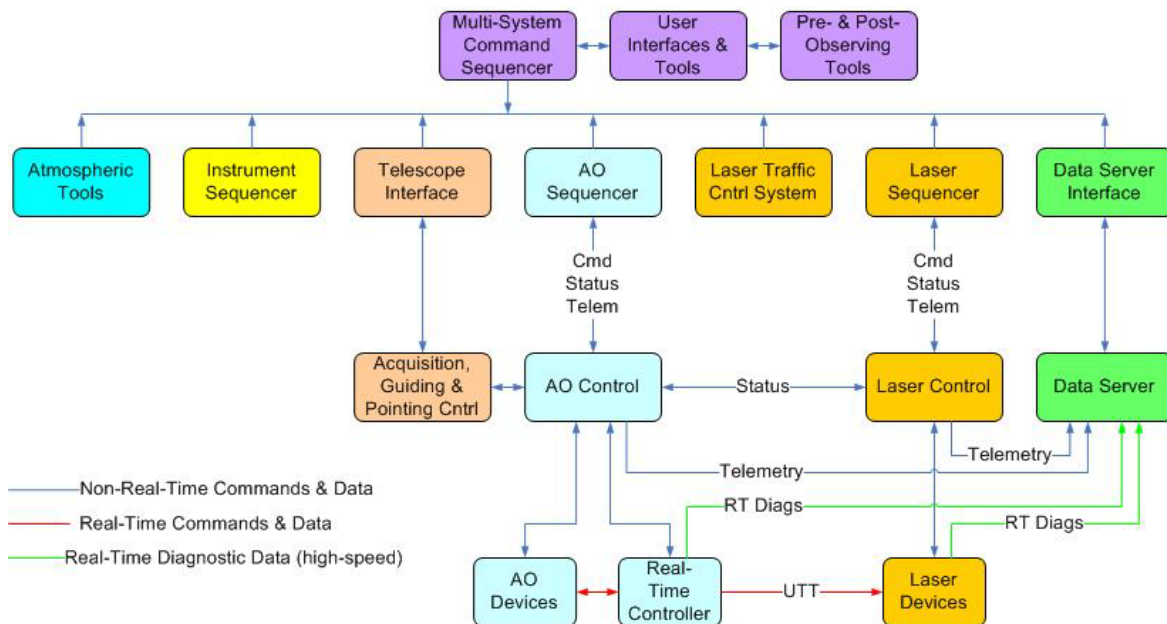 Multi-System
Command
Sequencer
User
Interfaces &
Tools
Pre- & Post-
Observing
Tools
Atmospheric
Tools
Instrument
Sequencer
Telescope
Interface
AO
Sequencer
Laser Traffic
Cntrl System
Laser
Sequencer
Data Server
Interface
Cmd
Status
Telem
Cmd
Status
Telem
Acquisition,
Guiding &
Pointing Cntrl
AO Control
Status
Laser Control
Data Server
Telemetry
Telemetry
Non-Real-Time Commands & Data
RT Diags
Real-Time Commands & Data
RT Diags
Real-Time Diagnostic Data (high-speed)
AO
Devices
Real-
Time
Controller
UTT
Laser
Devices